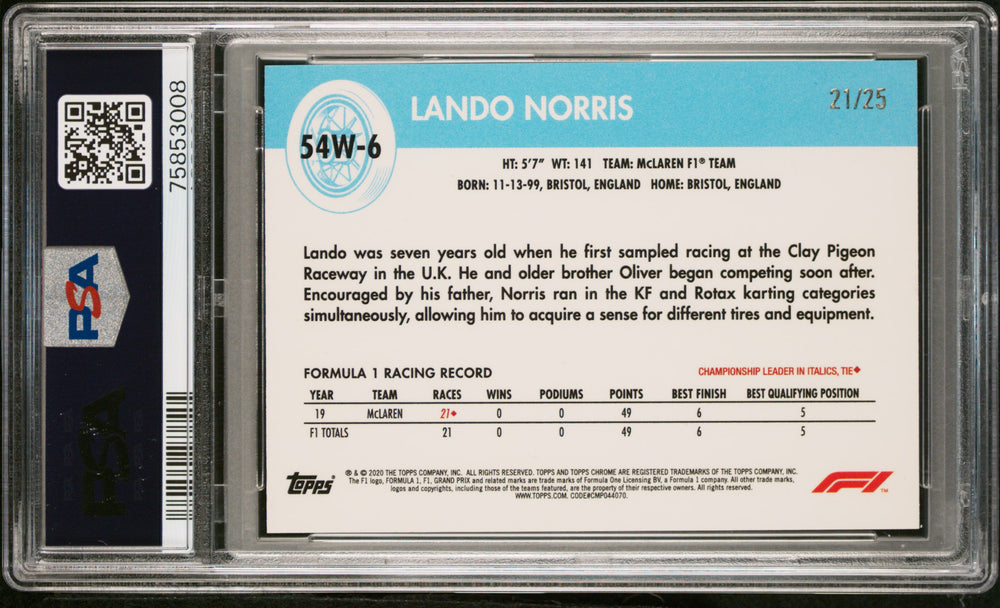 75853008
PSA
PSA
54W-6
LANDO NORRIS
21/25
HT: 5'7" WT: 141 TEAM: McLAREN F1® TEAM
BORN: 11-13-99, BRISTOL, ENGLAND HOME: BRISTOL, ENGLAND
Lando was seven years old when he first sampled racing at the Clay Pigeon
Raceway in the U.K. He and older brother Oliver began competing soon after.
Encouraged by his father, Norris ran in the KF and Rotax karting categories
simultaneously, allowing him to acquire a sense for different tires and equipment.
FORMULA 1 RACING RECORD
CHAMPIONSHIP LEADER IN ITALICS, TIE◆
YEAR TEAM RACES WINS PODIUMS POINTS BEST FINISH BEST QUALIFYING POSITION
19 McLAREN 21◆ 0 0 49 6 5
F1 TOTALS 21 0 0 49 6 5
Topps
® & © 2020 THE TOPPS COMPANY, INC. ALL RIGHTS RESERVED. TOPPS AND TOPPS CHROME ARE REGISTERED TRADEMARKS OF THE TOPPS COMPANY, INC.
The F1 logo, FORMULA 1, F1, GRAND PRIX and related marks are trade marks of Formula One Licensing BV, a Formula 1 company. All other trade marks,
logos and copyrights, including those of the teams featured, are the property of their respective owners. All rights reserved.
WWW.TOPPS.COM. CODE#CMP044070.
F1™